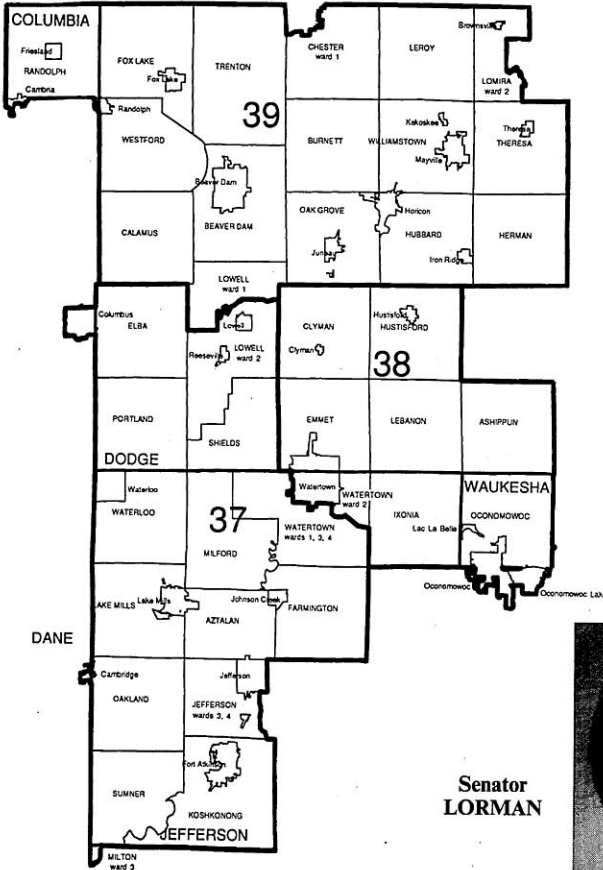 COLUMBIA
Friesland
RANDOLPH
Cambria
FOX LAKE
Fox Lake
TRENTON
CHESTER
ward 1
LEROY
Brownsville
LOMIRA
ward 2
Randolph
39
WESTFORD
BURNETT
WILLIAMSTOWN
Kekoskee
Mayville
Theresa
THERESA
Beaver Dam
BEAVER DAM
CALAMUS
OAK GROVE
Juneau
Horicon
HUBBARD
Iron Ridge
HERMAN
LOWELL
ward 1
Columbus
ELBA
Lowell
LOWELL
ward 2
Reeseville
CLYMAN
Clyman
Hustisford
HUSTISFORD
38
PORTLAND
SHIELDS
EMMET
LEBANON
ASHIPPUN
DODGE
Waterloo
WATERLOO
37
MILFORD
Watertown
WATERTOWN
ward 2
WATERTOWN
wards 1, 3, 4
IXONIA
WAUKESHA
OCONOMOWOC
Lac La Belle
Oconomowoc
Oconomowoc Lake
LAKE MILLS
Lake Mills
AZTALAN
Johnson Creek
FARMINGTON
DANE
Cambridge
OAKLAND
Jefferson
JEFFERSON
wards 3, 4
Fort Atkinson
SUMNER
KOSHKONONG
JEFFERSON
MILTON
ward 3
Senator
LORMAN